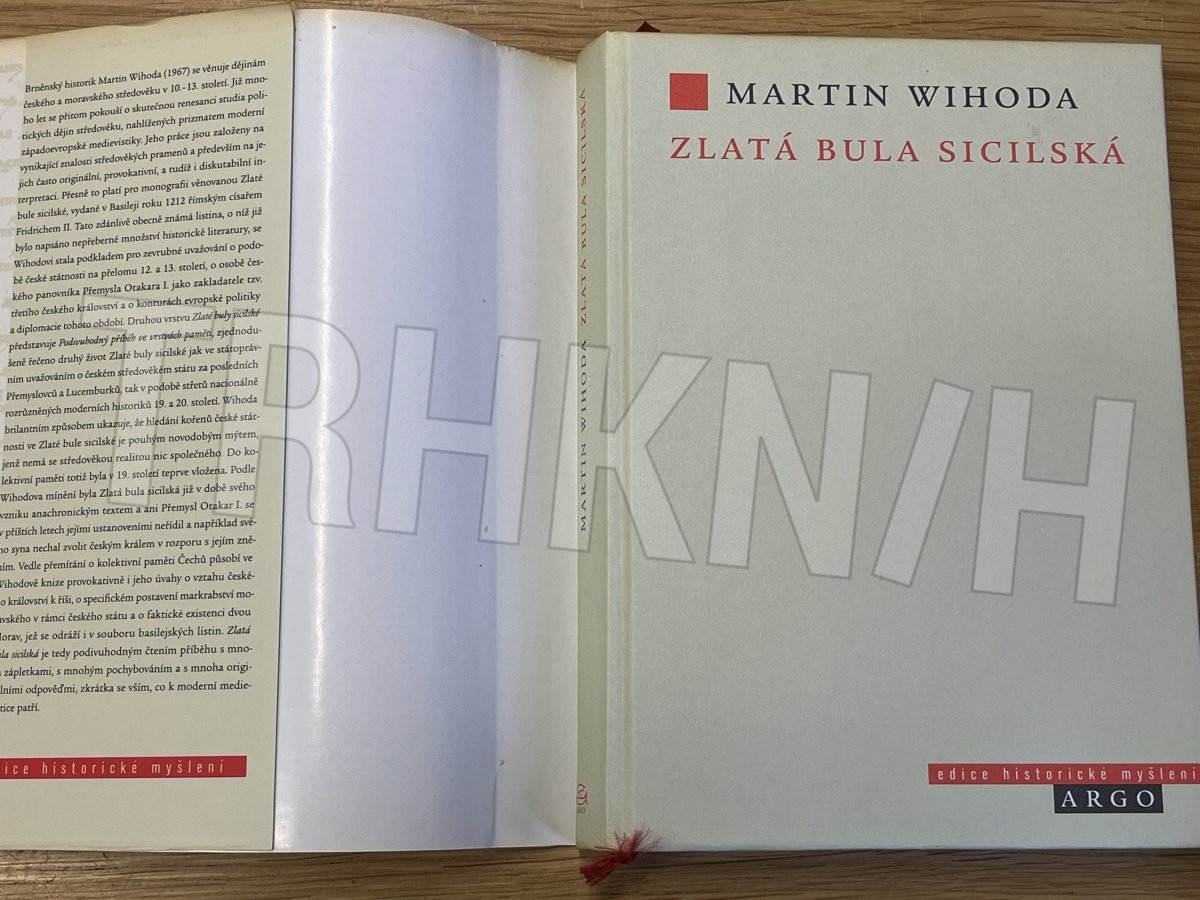 Brněnský historik Martin Wihoda (1967) se věnuje dějinám
českého a moravského středověku v 10.–13. století. Již mno-
ho let se přitom pokouší o skutečnou renesanci studia poli-
tických dějin středověku, nahlížených prizmatem moderní
západoevropské medievistiky. Jeho práce jsou založeny na
vynikající znalosti středověkých pramenů a především na je-
jich často originální, provokativní, a tudíž i diskutabilní in-
terpretaci. Přesně to platí pro monografii věnovanou Zlaté
bule sicilské, vydané v Basileji roku 1212 římským císařem
Fridrichem II. Tato zdánlivě obecně známá listina, o níž již
bylo napsáno nepřeberné množství historické literatury, se
Wihodovi stala podkladem pro zevrubné uvažování o podo-
bě české státnosti na přelomu 12. a 13. století, o osobě čes-
kého panovníka Přemysla Otakara I. jako zakladatele tzv.
třetího českého království a o konturách evropské politiky
a diplomacie tohoto období. Druhou vrstvu Zlaté buly sicilské
představuje Podivuhodný příběh ve vrstvách paměti, zjednodu-
šeně řečeno druhý život Zlaté buly sicilské jak ve státopráv-
ním uvažováním o českém středověkém státu za posledních
Přemyslovců a Lucemburků, tak v podobě střetů nacionálně
rozrůzněných moderních historiků 19. a 20. století. Wihoda
brilantním způsobem ukazuje, že hledání kořenů české stát-
nosti ve Zlaté bule sicilské je pouhým novodobým mýtem,
jenž nemá se středověkou realitou nic společného. Do ko-
lektivní paměti totiž byla v 19. století teprve vložena. Podle
Wihodova mínění byla Zlatá bula sicilská již v době svého
vzniku anachronickým textem a ani Přemysl Otakar I. se
v příštích letech jejími ustanoveními neřídil a například své-
ho syna nechal zvolit českým králem v rozporu s jejím zně-
ním. Vedle přemítání o kolektivní paměti Čechů působí ve
Wihodově knize provokativně i jeho úvahy o vztahu české-
o království k říši, o specifickém postavení markrabství mo-
avského v rámci českého státu a o faktické existenci dvou
Morav, jež se odráží i v souboru basilejských listin. Zlatá
ula sicilská je tedy podivuhodným čtením příběhu s mno-
a zápletkami, s mnohým pochybováním a s mnoha origi-
lními odpověďmi, zkrátka se vším, co k moderní medie-
tice patří.
ice historické myšlení
MARTIN WIHODA ZLATÁ BULA SICILSKÁ
MARTIN WIHODA
ZLATÁ BULA SICILSKÁ
edice historické myšlení
ARGO
TRHKN/H